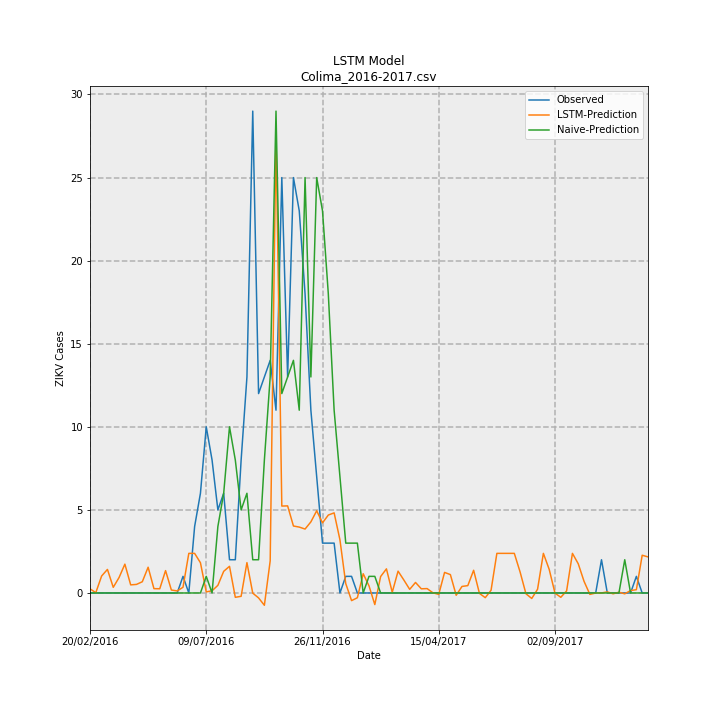 LSTM Model
Colima_2016-2017.csv
Observed
LSTM-Prediction
Naive-Prediction
30
25
20
15
10
5
0
ZIKV Cases
20/02/2016
09/07/2016
26/11/2016
15/04/2017
02/09/2017
Date